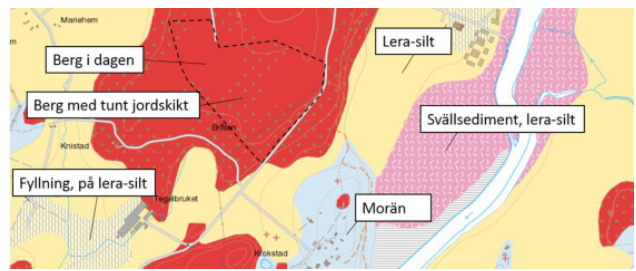 Mariehem
Lera-silt
Berg i dagen
Berg med tunt jordskikt
Svällsediment, lera-silt
Knistad
Fyllning, på lera-silt
Tegelbruket
Morän
Krokstad